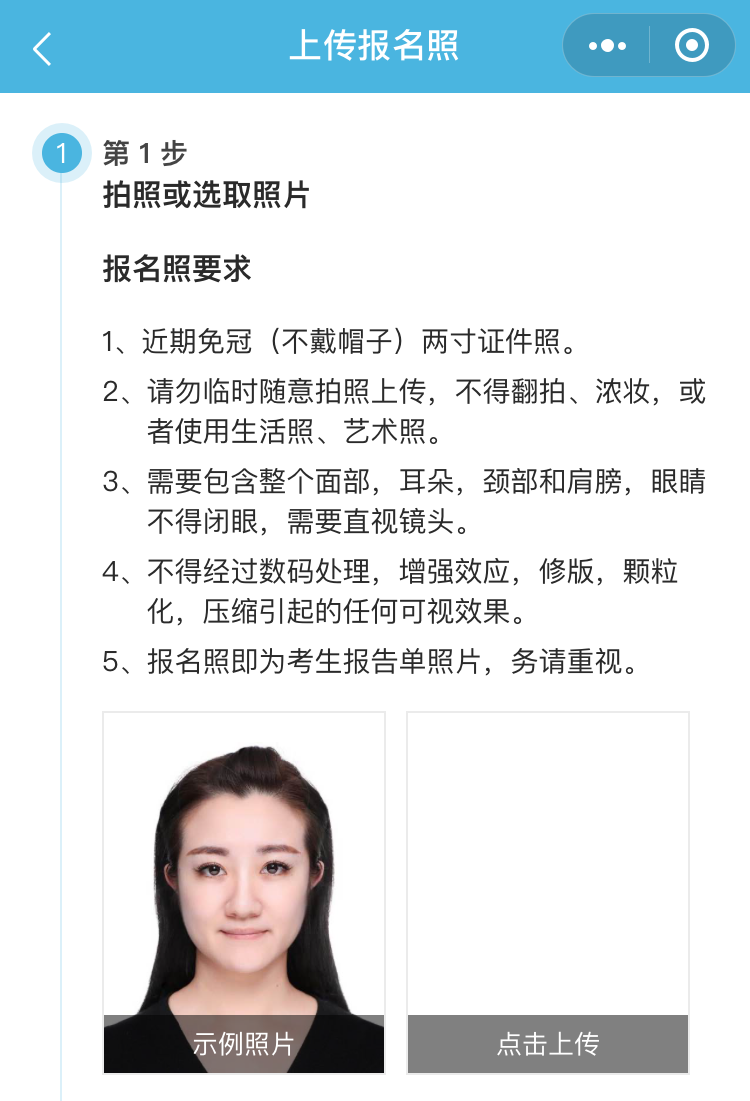 上传报名照
1
第 1 步
拍照或选取照片
报名照要求
1、近期免冠（不戴帽子）两寸证件照。
2、请勿临时随意拍照上传，不得翻拍、浓妆，或
者使用生活照、艺术照。
3、需要包含整个面部，耳朵，颈部和肩膀，眼睛
不得闭眼，需要直视镜头。
4、不得经过数码处理，增强效应，修版，颗粒
化，压缩引起的任何可视效果。
5、报名照即为考生报告单照片，务请重视。
示例照片
点击上传